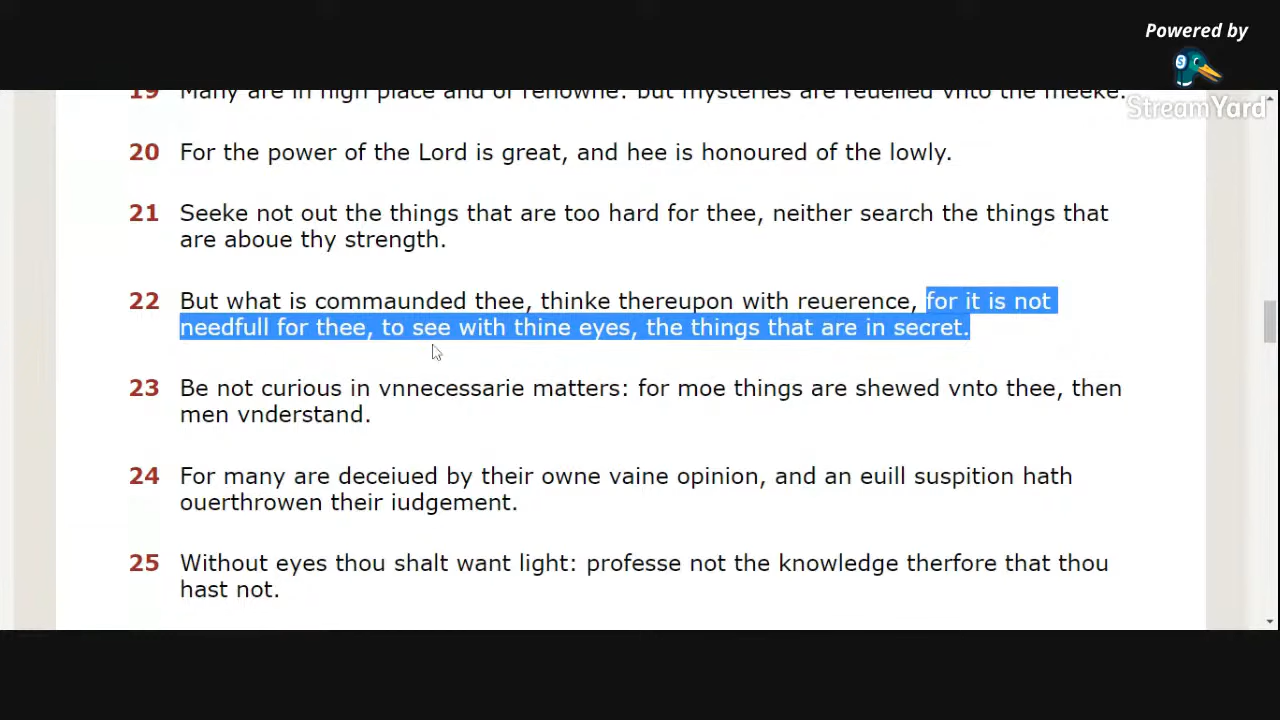 Powered by
StreamYard
19 Many are in high place and of renowne: but mysteries are reuelled vnto the meeke.
20 For the power of the Lord is great, and hee is honoured of the lowly.
21 Seeke not out the things that are too hard for thee, neither search the things that
are aboue thy strength.
22 But what is commaunded thee, thinke thereupon with reuerence, for it is not
needfull for thee, to see with thine eyes, the things that are in secret.
23 Be not curious in vnnecessarie matters: for moe things are shewed vnto thee, then
men vnderstand.
24 For many are deceiued by their owne vaine opinion, and an euill suspition hath
ouerthrowen their iudgement.
25 Without eyes thou shalt want light: professe not the knowledge therfore that thou
hast not.